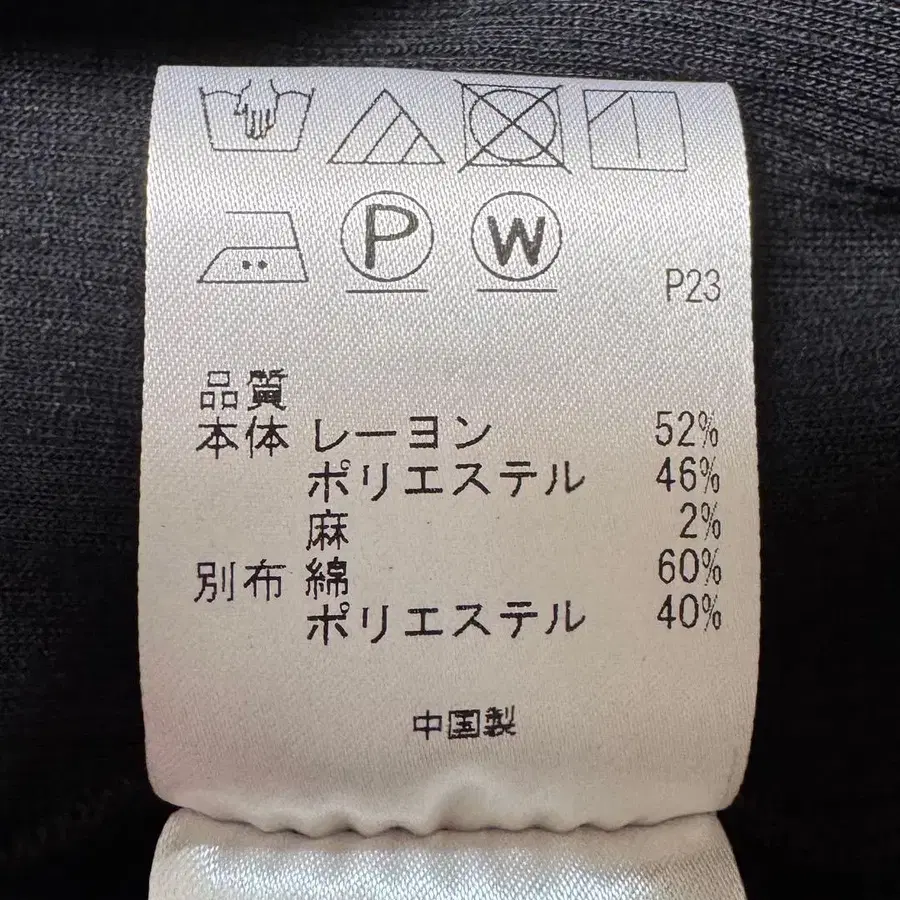 P W
P23
品質
本体 レーヨン 52%
ポリエステル 46%
麻 2%
別布 綿 60%
ポリエステル 40%
中国製